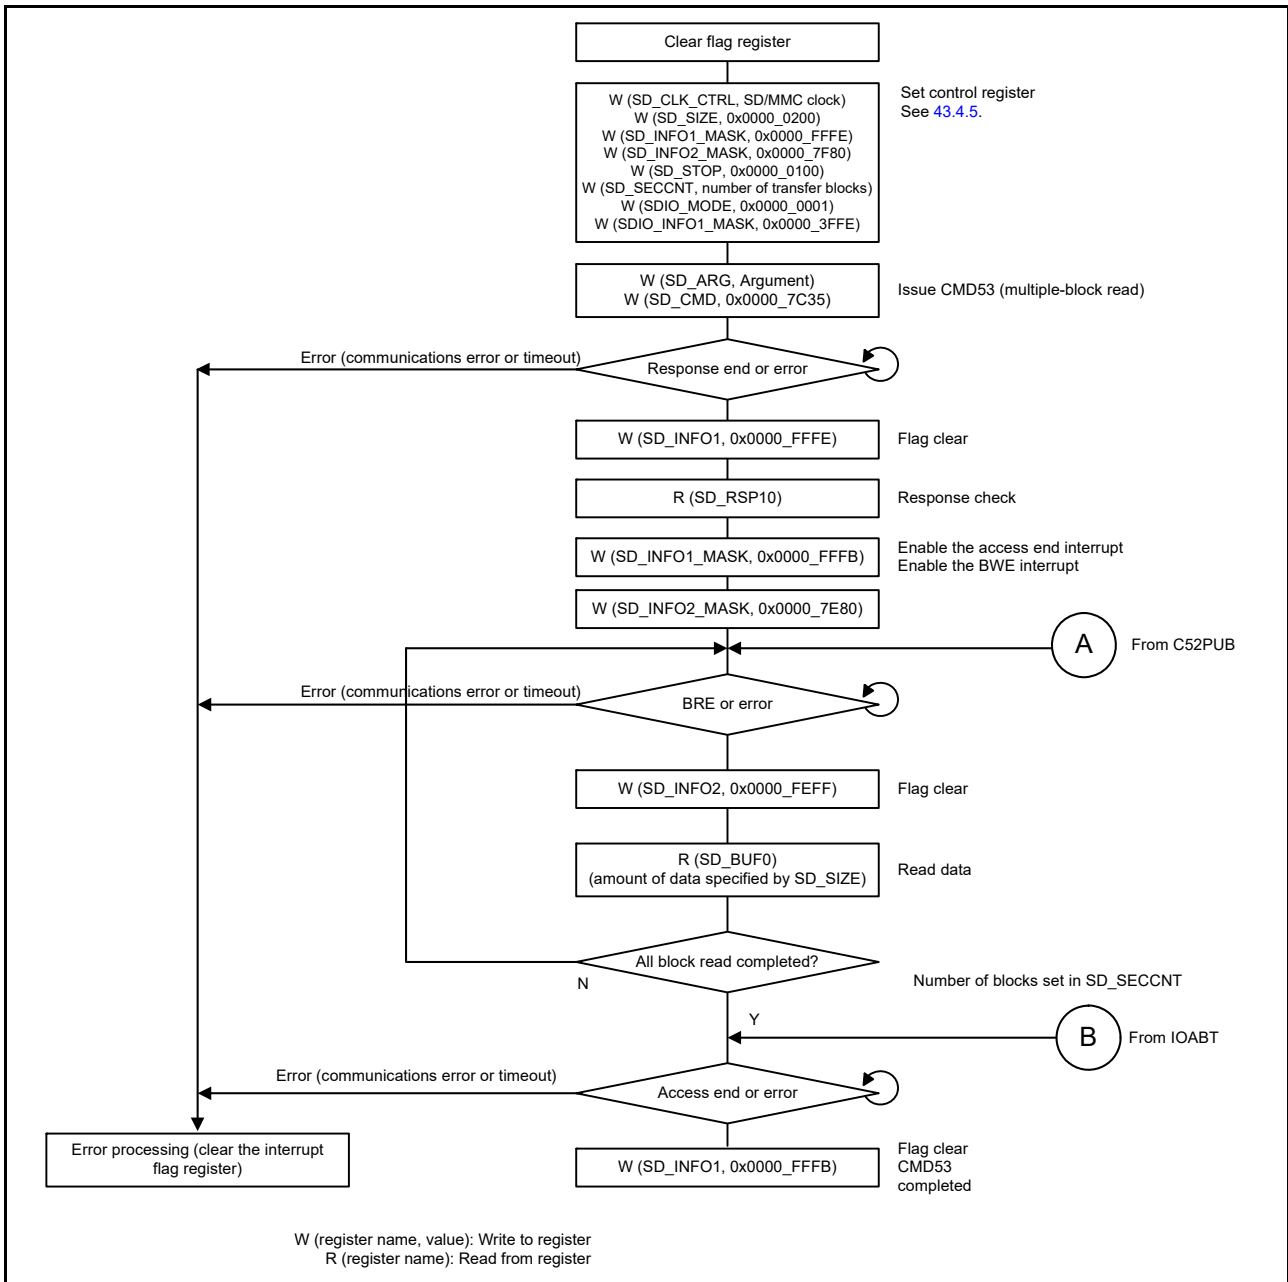 Clear flag register
W (SD_CLK_CTRL, SD/MMC clock)
W (SD_SIZE, 0x0000_0200)
W (SD_INFO1_MASK, 0x0000_FFFE)
W (SD_INFO2_MASK, 0x0000_7F80)
W (SD_STOP, 0x0000_0100)
W (SD_SECCNT, number of transfer blocks)
W (SDIO_MODE, 0x0000_0001)
W (SDIO_INFO1_MASK, 0x0000_3FFE)
Set control register
See 43.4.5.
W (SD_ARG, Argument)
W (SD_CMD, 0x0000_7C35)
Issue CMD53 (multiple-block read)
Error (communications error or timeout)
Response end or error
W (SD_INFO1, 0x0000_FFFE)
Flag clear
R (SD_RSP10)
Response check
W (SD_INFO1_MASK, 0x0000_FFFB)
Enable the access end interrupt
Enable the BWE interrupt
W (SD_INFO2_MASK, 0x0000_7E80)
A
From C52PUB
Error (communications error or timeout)
BRE or error
W (SD_INFO2, 0x0000_FEFF)
Flag clear
R (SD_BUF0)
(amount of data specified by SD_SIZE)
Read data
All block read completed?
N
Number of blocks set in SD_SECCNT
Y
B
From IOABT
Error (communications error or timeout)
Access end or error
Error processing (clear the interrupt
flag register)
W (SD_INFO1, 0x0000_FFFB)
Flag clear
CMD53
completed
W (register name, value): Write to register
R (register name): Read from register